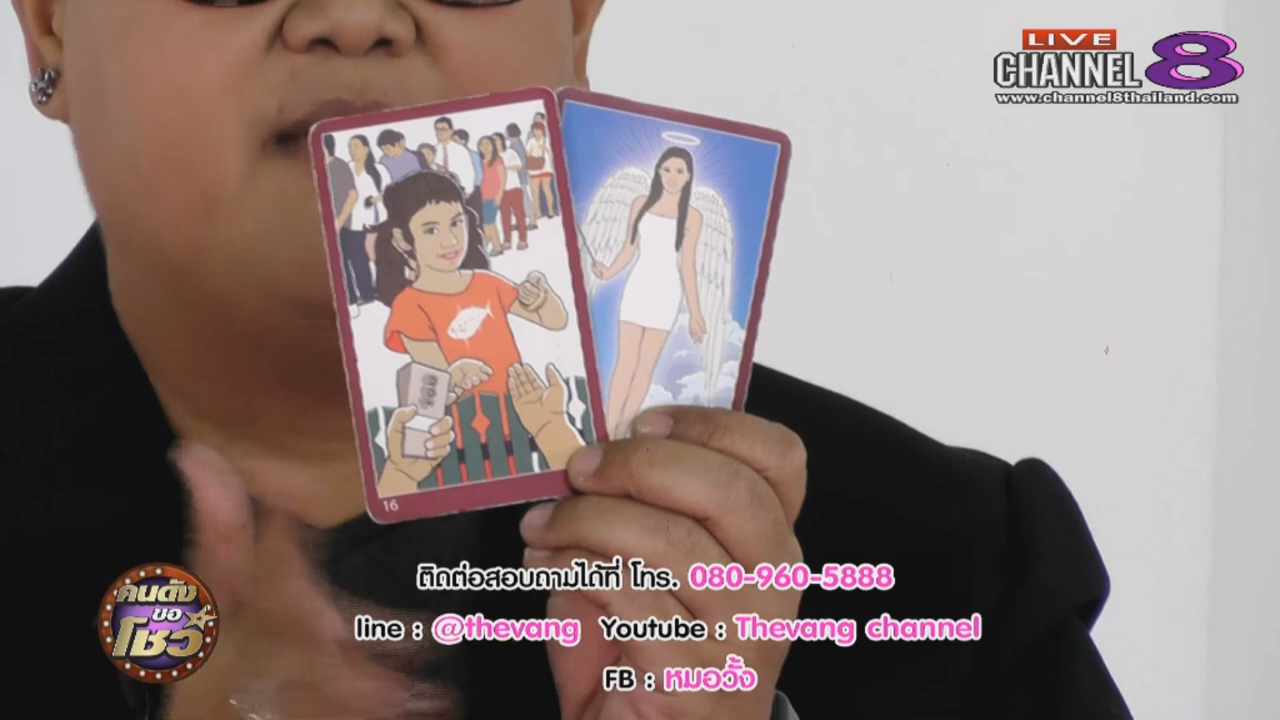 LIVE
CHANNEL 8
www.channel8thailand.com
16
ติดต่อสอบถามได้ที่ โทร. 080-960-5888
คนดัง
ขอ
โชว์
line : @thevang Youtube : Thevang channel
FB : หมอวั้ง